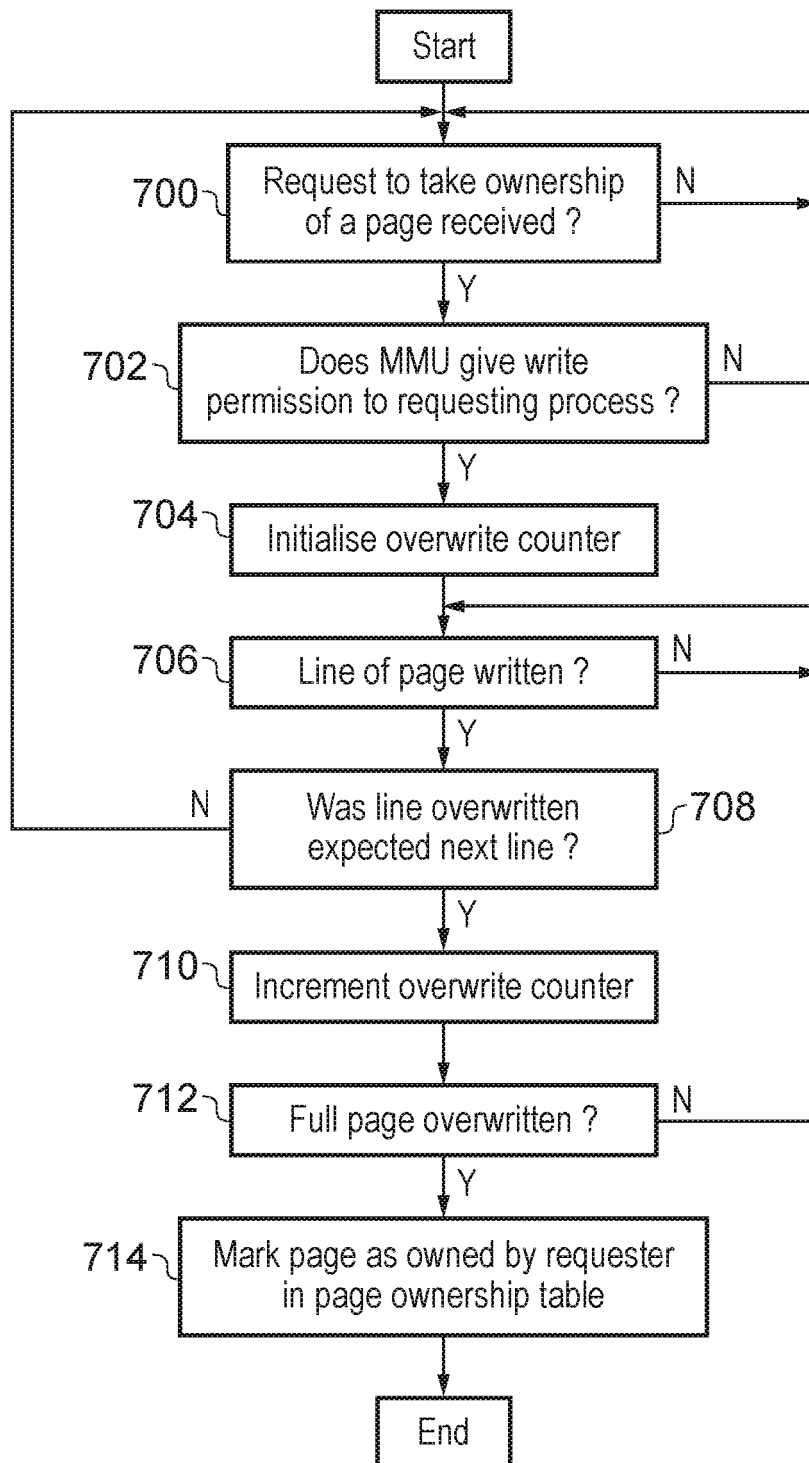 Start
700
Request to take ownership
of a page received ?
N
Y
702
Does MMU give write
permission to requesting process ?
N
Y
704
Initialise overwrite counter
706
Line of page written ?
N
Y
N
Was line overwritten
expected next line ?
708
Y
710
Increment overwrite counter
712
Full page overwritten ?
N
Y
714
Mark page as owned by requester
in page ownership table
End